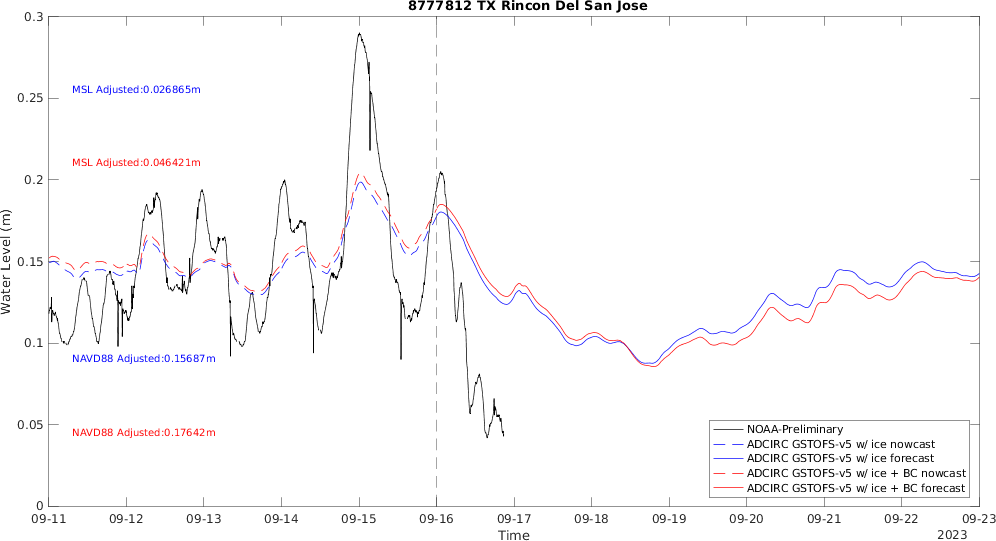 8777812 TX Rincon Del San Jose
0.3
0.25
0.2
0.15
0.1
0.05
0
Water Level (m)
MSL Adjusted:0.026865m
MSL Adjusted:0.046421m
NAVD88 Adjusted:0.15687m
NAVD88 Adjusted:0.17642m
NOAA-Preliminary
ADCIRC GSTOFS-v5 w/ ice nowcast
ADCIRC GSTOFS-v5 w/ ice forecast
ADCIRC GSTOFS-v5 w/ ice + BC nowcast
ADCIRC GSTOFS-v5 w/ ice + BC forecast
09-11 09-12 09-13 09-14 09-15 09-16 09-17 09-18 09-19 09-20 09-21 09-22 09-23
Time
2023